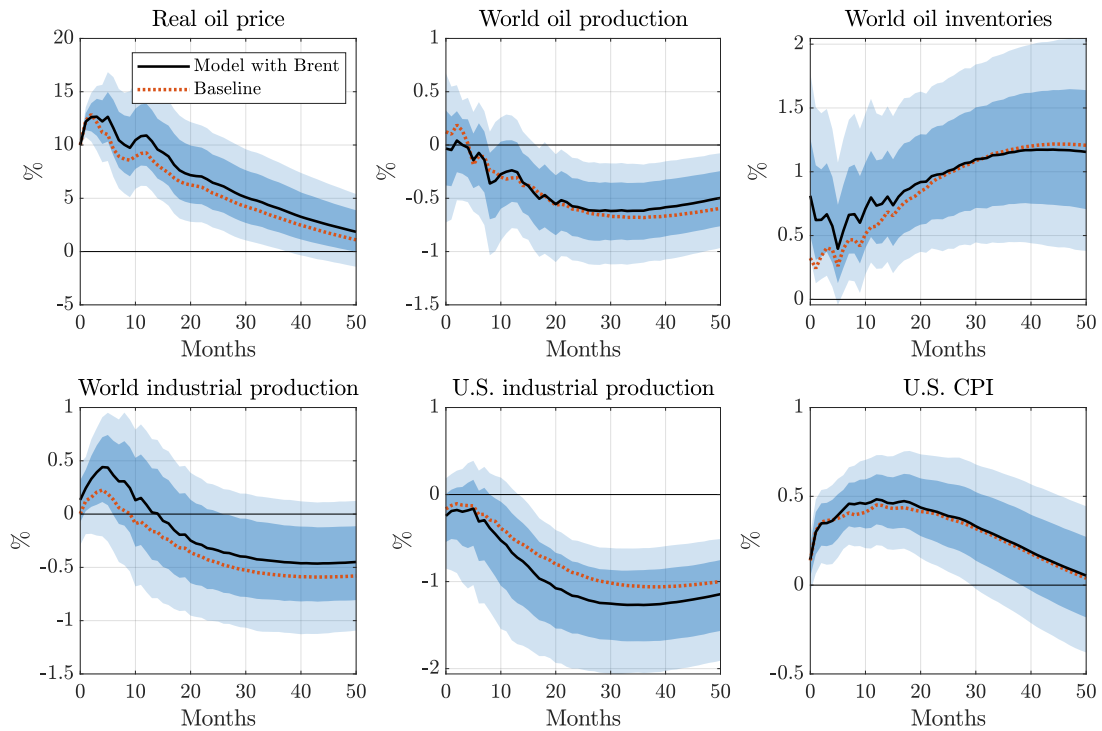 Real oil price
World oil production
World oil inventories
20
15
10
5
0
-5
%
0 10 20 30 40 50
Months
Model with Brent
Baseline
1
0.5
0
-0.5
-1
-1.5
%
0 10 20 30 40 50
Months
2
1.5
1
0.5
0
%
0 10 20 30 40 50
Months
World industrial production
U.S. industrial production
U.S. CPI
1
0.5
0
-0.5
-1
-1.5
%
0 10 20 30 40 50
Months
1
0
-1
-2
%
0 10 20 30 40 50
Months
1
0.5
0
-0.5
%
0 10 20 30 40 50
Months